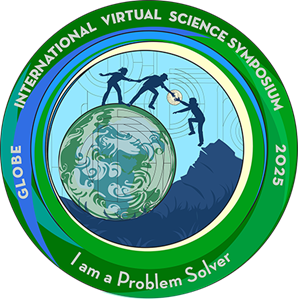 GLOBE INTERNATIONAL VIRTUAL SCIENCE SYMPOSIUM 2025
I am a Problem Solver